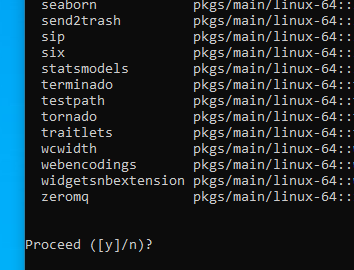 seaborn pkgs/main/linux-64::
send2trash pkgs/main/linux-64::
sip pkgs/main/linux-64::
six pkgs/main/linux-64::
statsmodels pkgs/main/linux-64::
terminado pkgs/main/linux-64::
testpath pkgs/main/linux-64::
tornado pkgs/main/linux-64::
traitlets pkgs/main/linux-64::
wcwidth pkgs/main/linux-64::
webencodings pkgs/main/linux-64::
widgetsnbextension pkgs/main/linux-64::
zeromq pkgs/main/linux-64::
Proceed ([y]/n)?